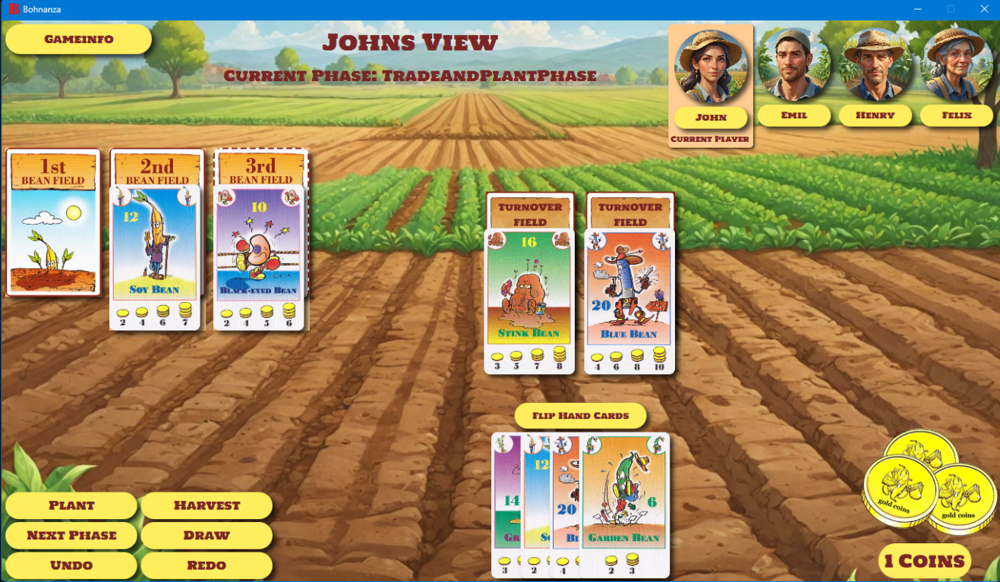 Bohnanza
GAMEINFO
JOHNS VIEW
CURRENT PHASE: TRADEANDPLANTPHASE
JOHN
EMIL
HENRY
FELIX
CURRENT PLAYER
1st
BEAN FIELD
2nd
BEAN FIELD
12
SOY BEAN
2 4 6 7
3rd
BEAN FIELD
10
BLACK-EYED BEAN
2 4 5 6
TURNOVER
FIELD
16
STINK BEAN
3 5 7 8
TURNOVER
FIELD
20
BLUE BEAN
4 6 8 10
FLIP HAND CARDS
14
GR
3
12
SO
2
20
BL
4
6
GARDEN BEAN
2 3
PLANT
HARVEST
NEXT PHASE
DRAW
UNDO
REDO
gold coins
gold coins
1 COINS